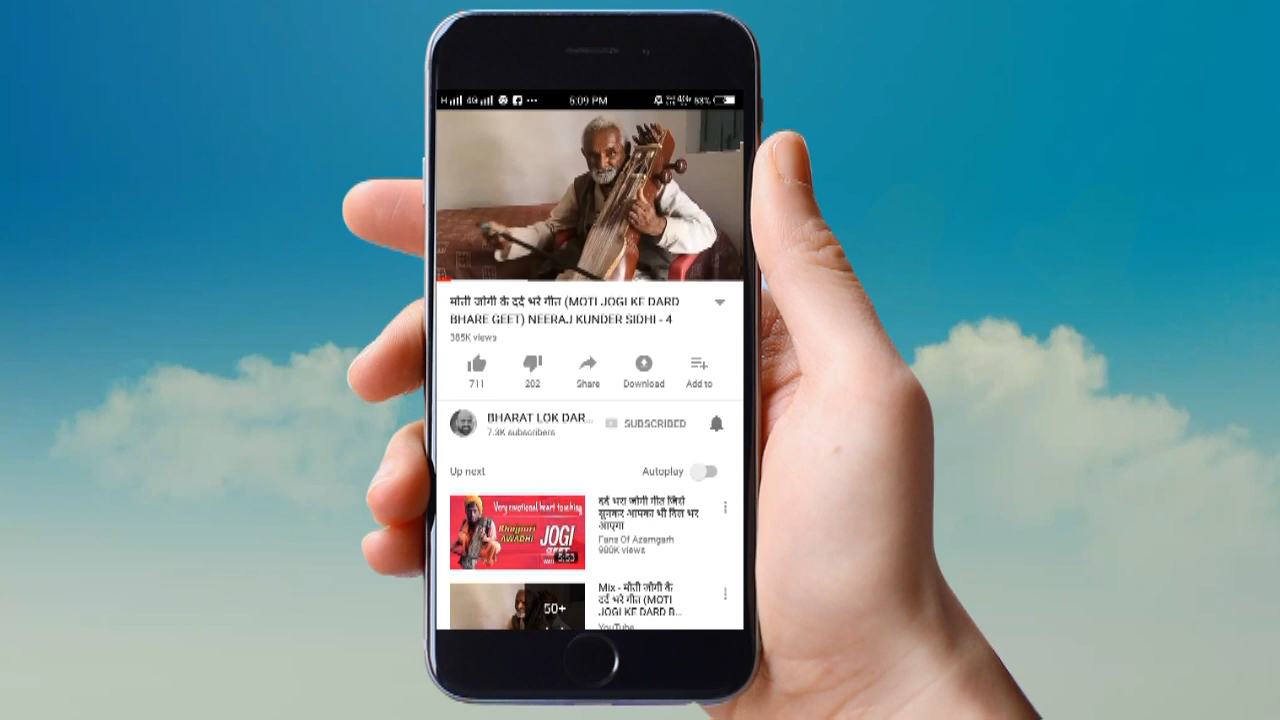 H 4G ...
5:09 PM
मोती जोगी के दर्द भरे गीत (MOTI JOGI KE DARD
BHARE GEET) NEERAJ KUNDER SIDHI - 4
385K views
711
202
Share
Download
Add to
BHARAT LOK DAR...
SUBSCRIBED
7.3K subscribers
Up next
Autoplay
Very emotional heart touching
Bhojpuri
AWADHI
JOGI
GEET
दर्द भरा जोगी गीत जिसे
सूनकर आपका भी दिल भर
आएगा
Fans Of Azamgarh
980K views
50+
Mix - मोती जोगी के
दर्द भरे गीत (MOTI
JOGI KE DARD B...
YouTube